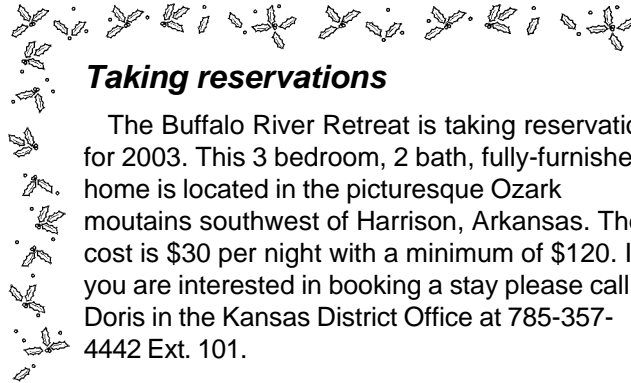 Taking reservations
The Buffalo River Retreat is taking reservatio
for 2003. This 3 bedroom, 2 bath, fully-furnishe
home is located in the picturesque Ozark
moutains southwest of Harrison, Arkansas. The
cost is $30 per night with a minimum of $120. I
you are interested in booking a stay please call
Doris in the Kansas District Office at 785-357-
4442 Ext. 101.